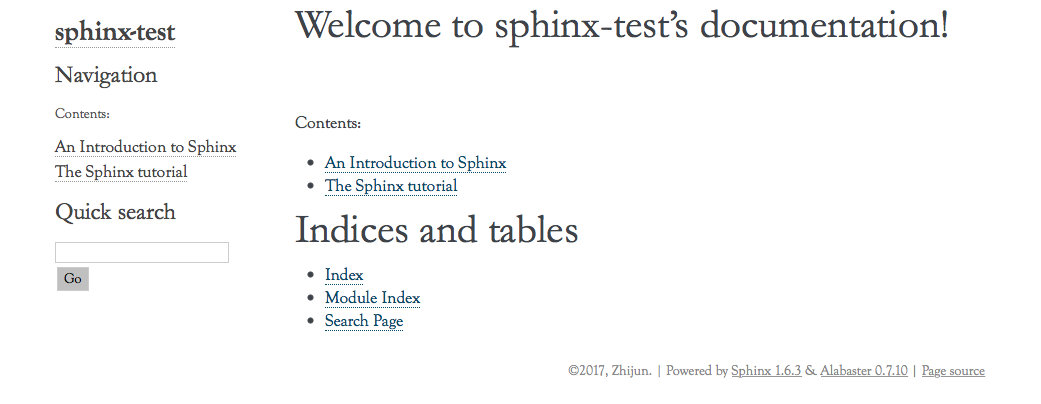 sphinx-test
Navigation
Contents:
An Introduction to Sphinx
The Sphinx tutorial
Quick search
Go
Welcome to sphinx-test’s documentation!
Contents:
An Introduction to Sphinx
The Sphinx tutorial
Indices and tables
Index
Module Index
Search Page
©2017, Zhijun. | Powered by Sphinx 1.6.3 & Alabaster 0.7.10 | Page source